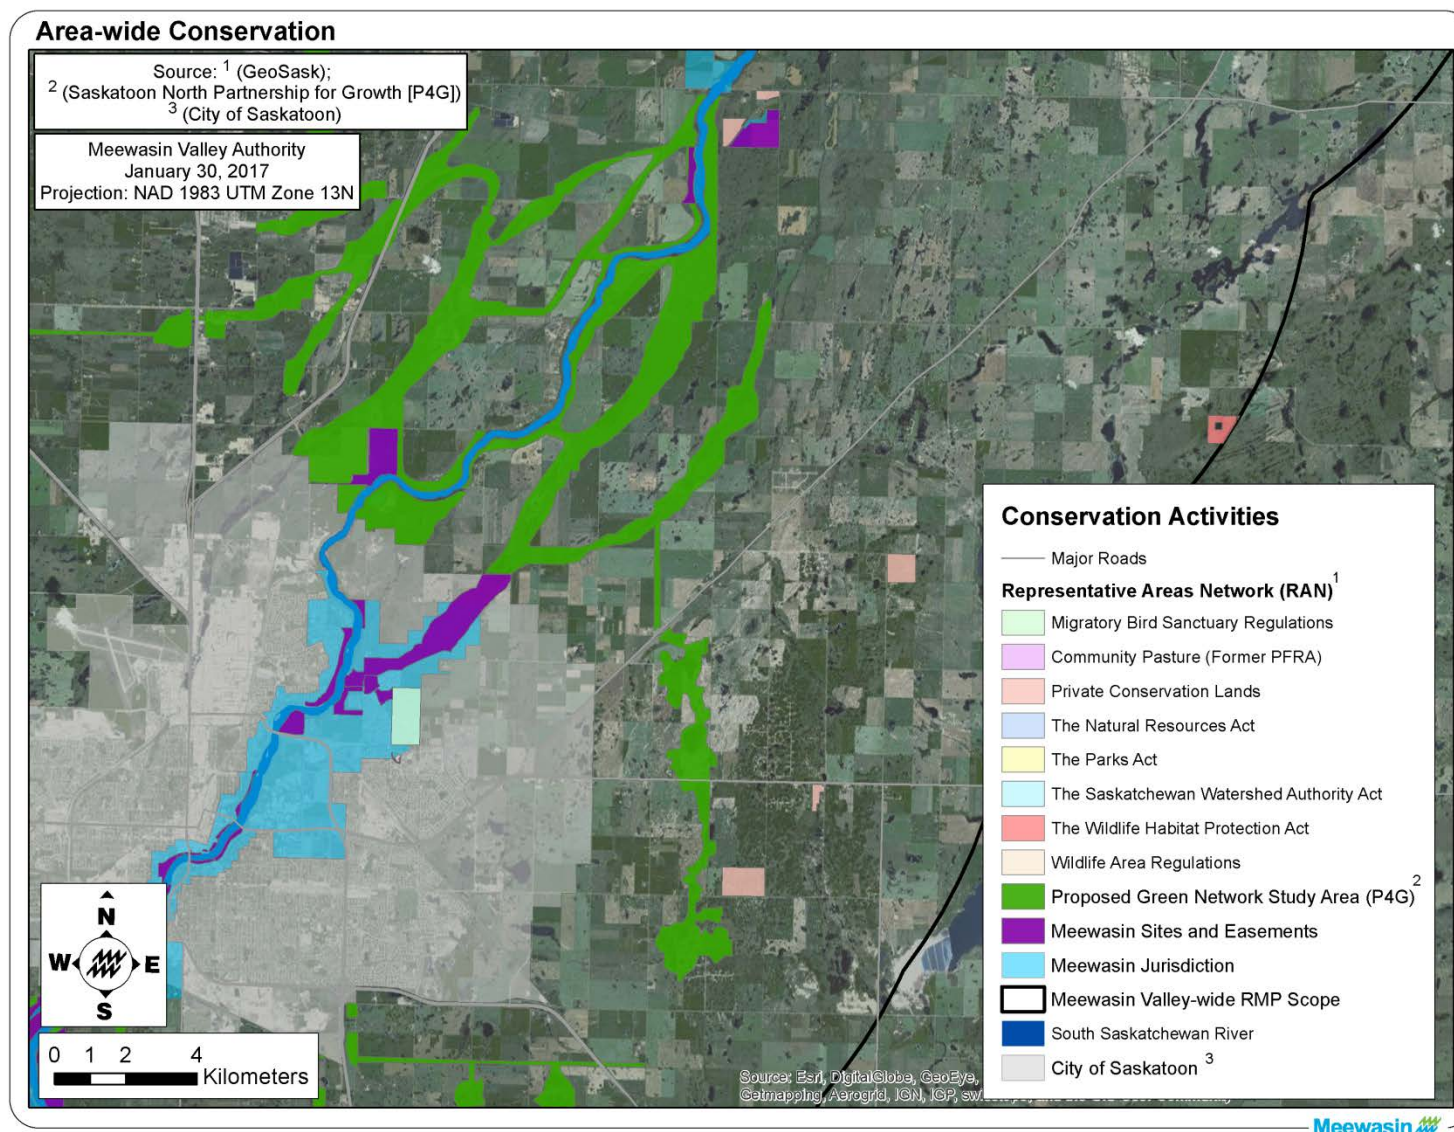 Area-wide Conservation
Source: 1 (GeoSask);
2 (Saskatoon North Partnership for Growth [P4G])
3 (City of Saskatoon)
Meewasin Valley Authority
January 30, 2017
Projection: NAD 1983 UTM Zone 13N
Conservation Activities
Major Roads
Representative Areas Network (RAN)1
Migratory Bird Sanctuary Regulations
Community Pasture (Former PFRA)
Private Conservation Lands
The Natural Resources Act
The Parks Act
The Saskatchewan Watershed Authority Act
The Wildlife Habitat Protection Act
Wildlife Area Regulations
Proposed Green Network Study Area (P4G)2
Meewasin Sites and Easements
Meewasin Jurisdiction
Meewasin Valley-wide RMP Scope
South Saskatchewan River
City of Saskatoon 3
N
W E
S
0 1 2 4
Kilometers
Source: Esri, DigitalGlobe, GeoEye,
Getmapping, Aerogrid, IGN, IGP,
Meewasin